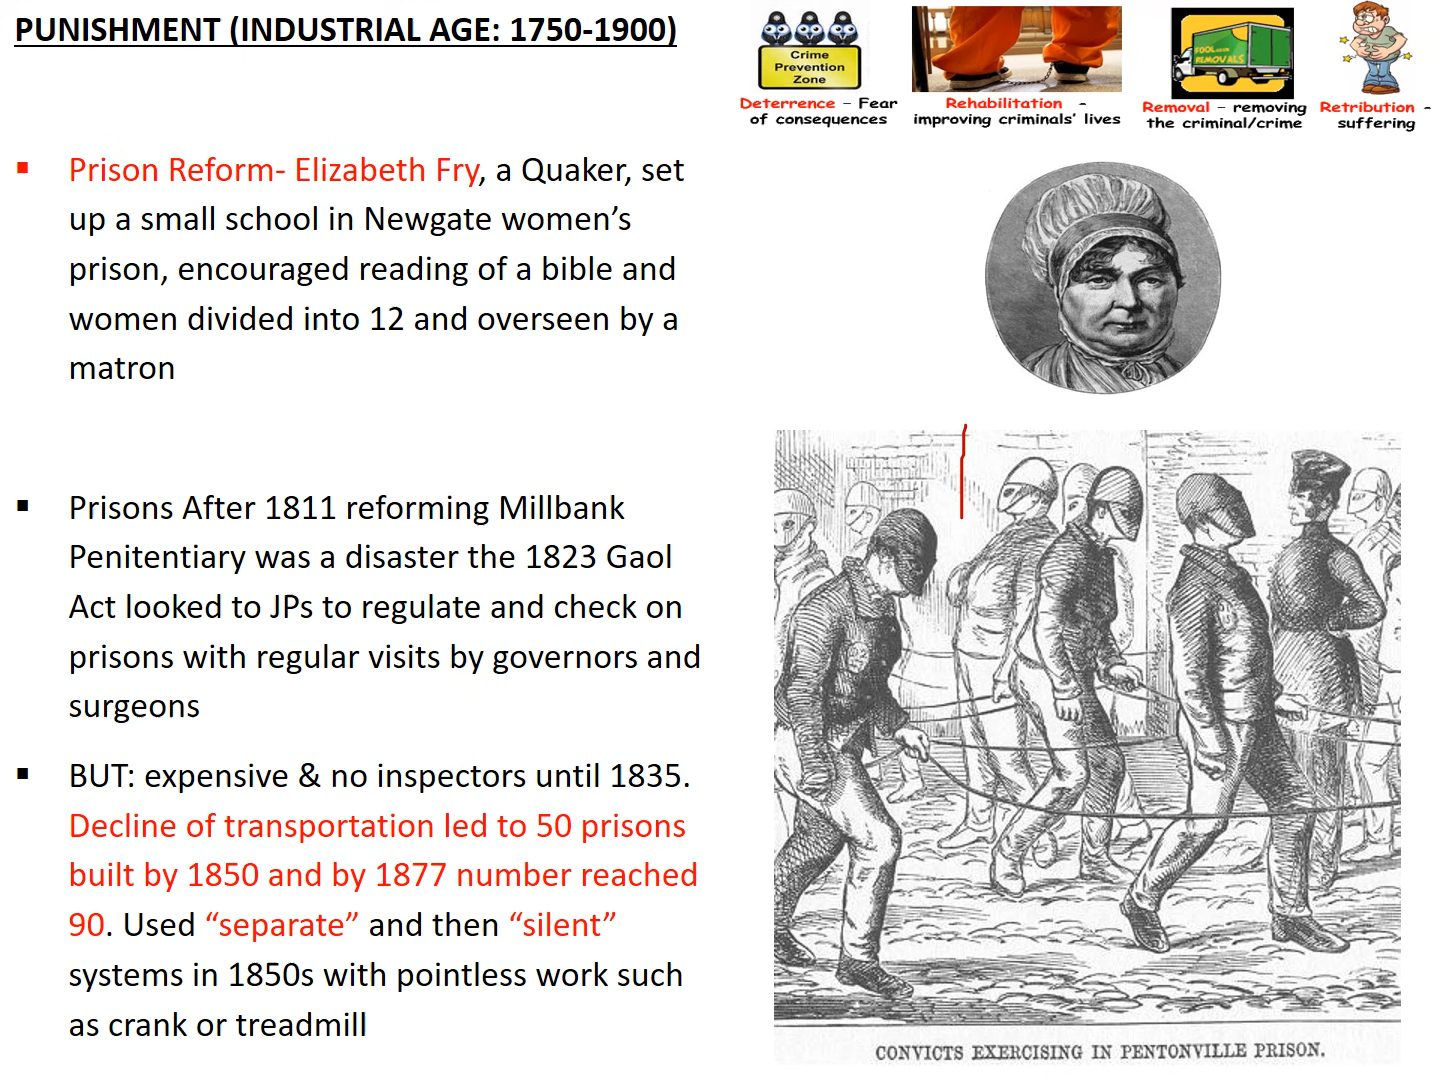 PUNISHMENT (INDUSTRIAL AGE: 1750-1900)
Crime
Prevention
Zone
Deterrence - Fear
of consequences
Rehabilitation -
improving criminals' lives
REMOVALS
Removal - removing
the criminal/crime
Retribution -
suffering
Prison Reform- Elizabeth Fry, a Quaker, set
up a small school in Newgate women's
prison, encouraged reading of a bible and
women divided into 12 and overseen by a
matron
Prisons After 1811 reforming Millbank
Penitentiary was a disaster the 1823 Gaol
Act looked to JPs to regulate and check on
prisons with regular visits by governors and
surgeons
BUT: expensive & no inspectors until 1835.
Decline of transportation led to 50 prisons
built by 1850 and by 1877 number reached
90. Used “separate” and then “silent”
systems in 1850s with pointless work such
as crank or treadmill
CONVICTS EXERCISING IN PENTONVILLE PRISON.